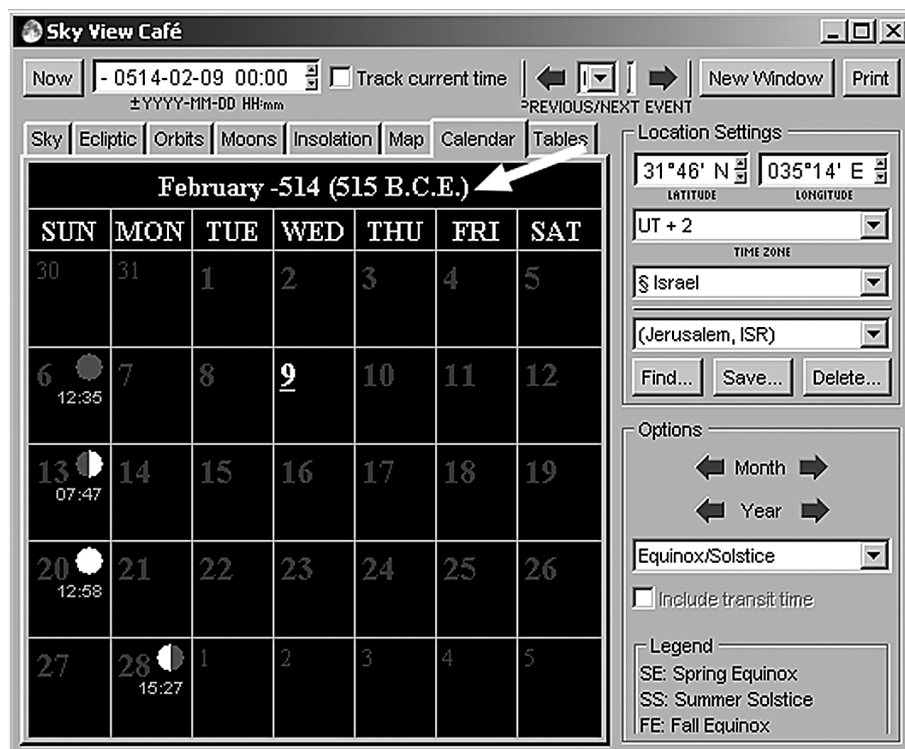 Sky View Café
Now
- 0514-02-09 00:00
Track current time
New Window
Print
±YYYY-MM-DD HH:mm
PREVIOUS/NEXT EVENT
Sky Ecliptic Orbits Moons Insolation Map Calendar Tables
February -514 (515 B.C.E.)
SUN MON TUE WED THU FRI SAT
30 31 1 2 3 4 5
6 7 8 9 10 11 12
12:35
13 14 15 16 17 18 19
07:47
20 21 22 23 24 25 26
12:58
27 28 1 2 3 4 5
15:27
Location Settings
31°46' N 035°14' E
LATITUDE LONGITUDE
UT + 2
TIME ZONE
§ Israel
(Jerusalem, ISR)
Find... Save... Delete...
Options
Month
Year
Equinox/Solstice
Include transit time
Legend
SE: Spring Equinox
SS: Summer Solstice
FE: Fall Equinox